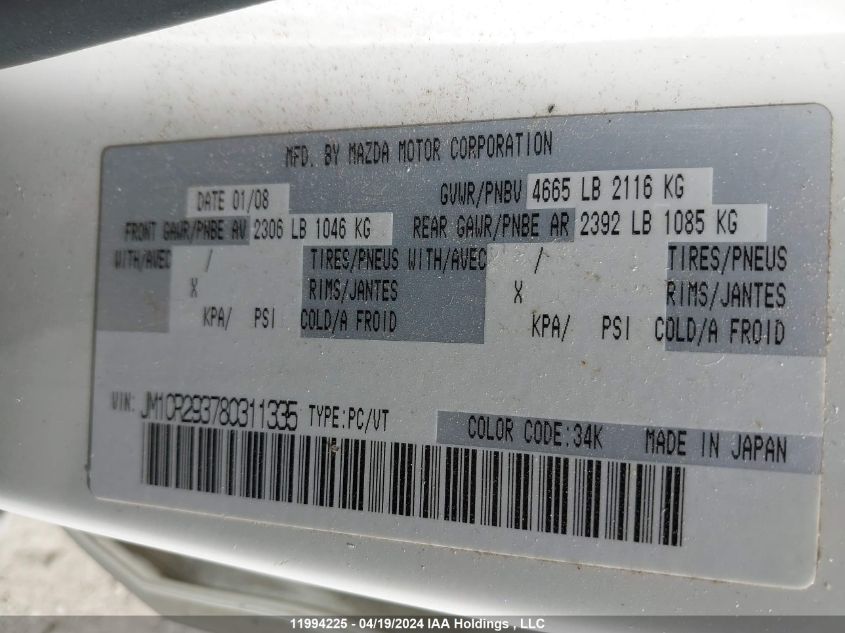 MFD. BY MAZDA MOTOR CORPORATION
DATE 01/08 GVWR/PNBV 4665 LB 2116 KG
FRONT GAWR/PNBE AV 2306 LB 1046 KG REAR GAWR/PNBE AR 2392 LB 1085 KG
WITH/AVEC / TIRES/PNEUS WITH/AVEC / TIRES/PNEUS
X RIMS/JANTES X RIMS/JANTES
KPA/ PSI COLD/A FROID KPA/ PSI COLD/A FROID
VIN: JM1CR293780311335 TYPE:PC/VT COLOR CODE:34K MADE IN JAPAN
11994225 - 04/19/2024 IAA Holdings , LLC